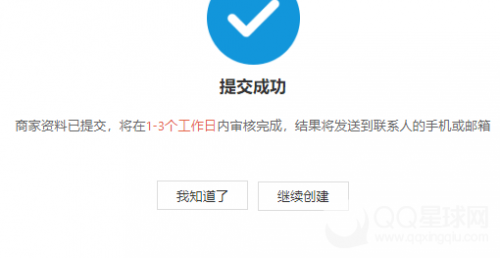 提交成功
商家资料已提交，将在1-3个工作日内审核完成，结果将发送到联系人的手机或邮箱
我知道了
继续创建
QQ星球网
www.qqxingqiu.com